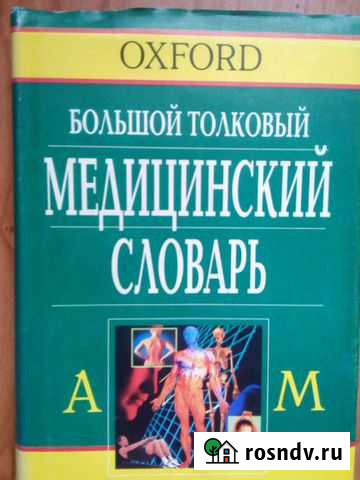 OXFORD
БОЛЬШОЙ ТОЛКОВЫЙ
МЕДИЦИНСКИЙ
СЛОВАРЬ
А М
rosndv.ru